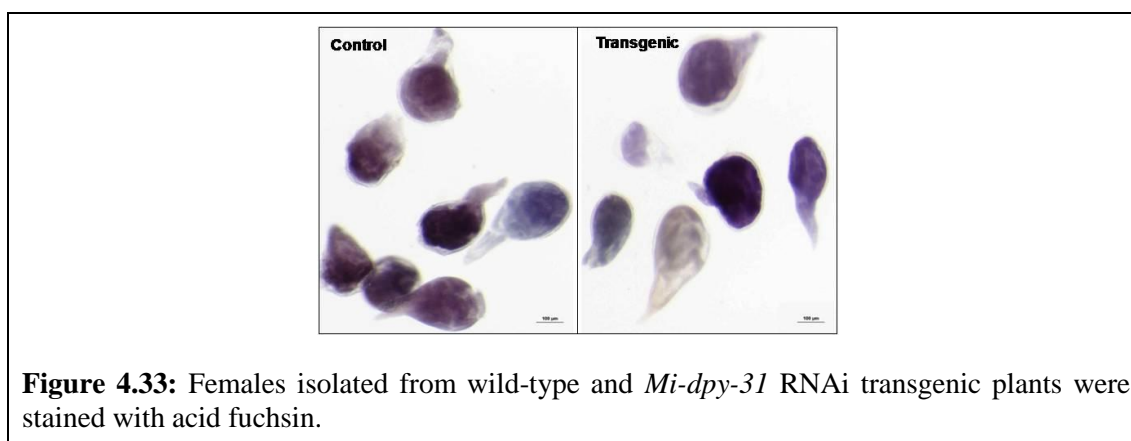 Control
Transgenic
100 µm
100 µm
Figure 4.33: Females isolated from wild-type and Mi-dpy-31 RNAi transgenic plants were
stained with acid fuchsin.